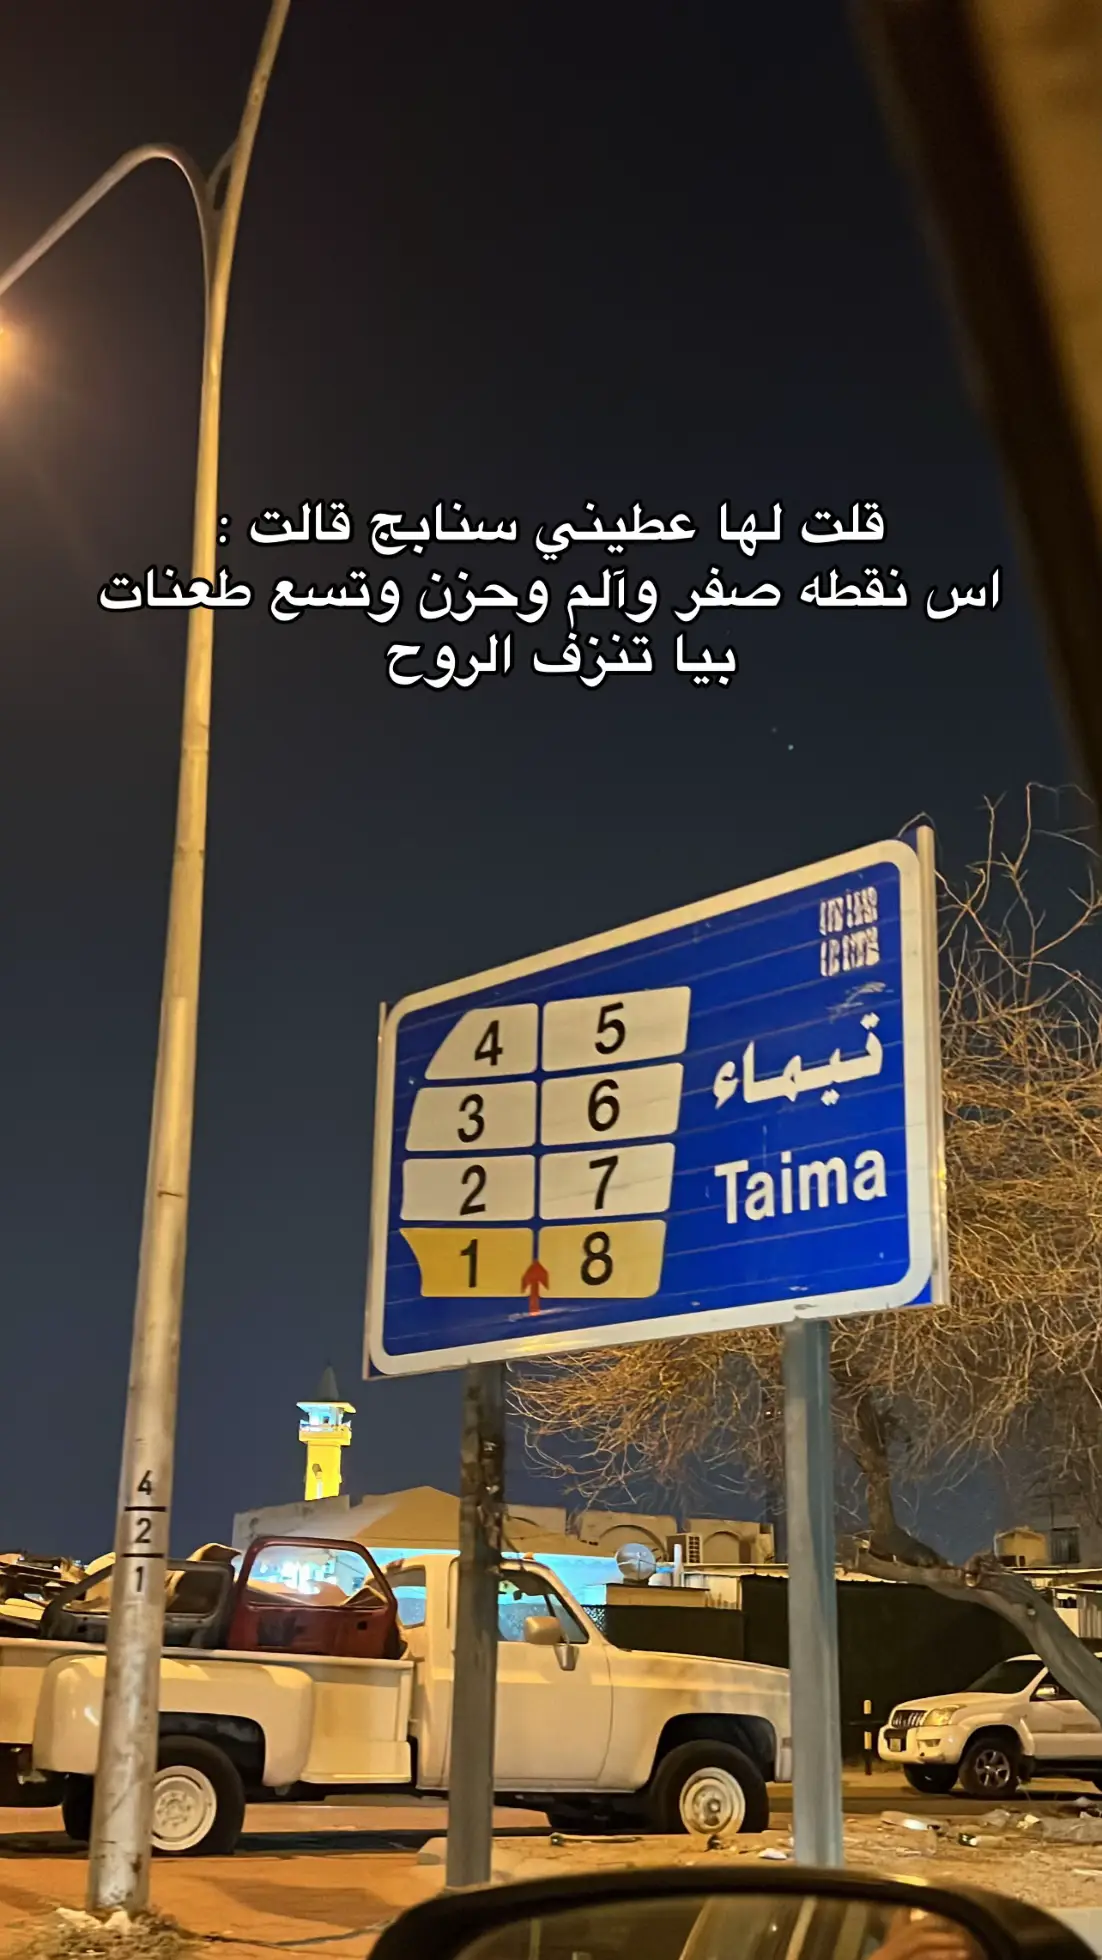 قلت لها عطيني سنابج قالت :
اس نقطه صفر وآلم وحزن وتسع طعنات
بيا تنزف الروح
4 5
3 6
2 7
1 8
تيماء
Taima
4
2
1